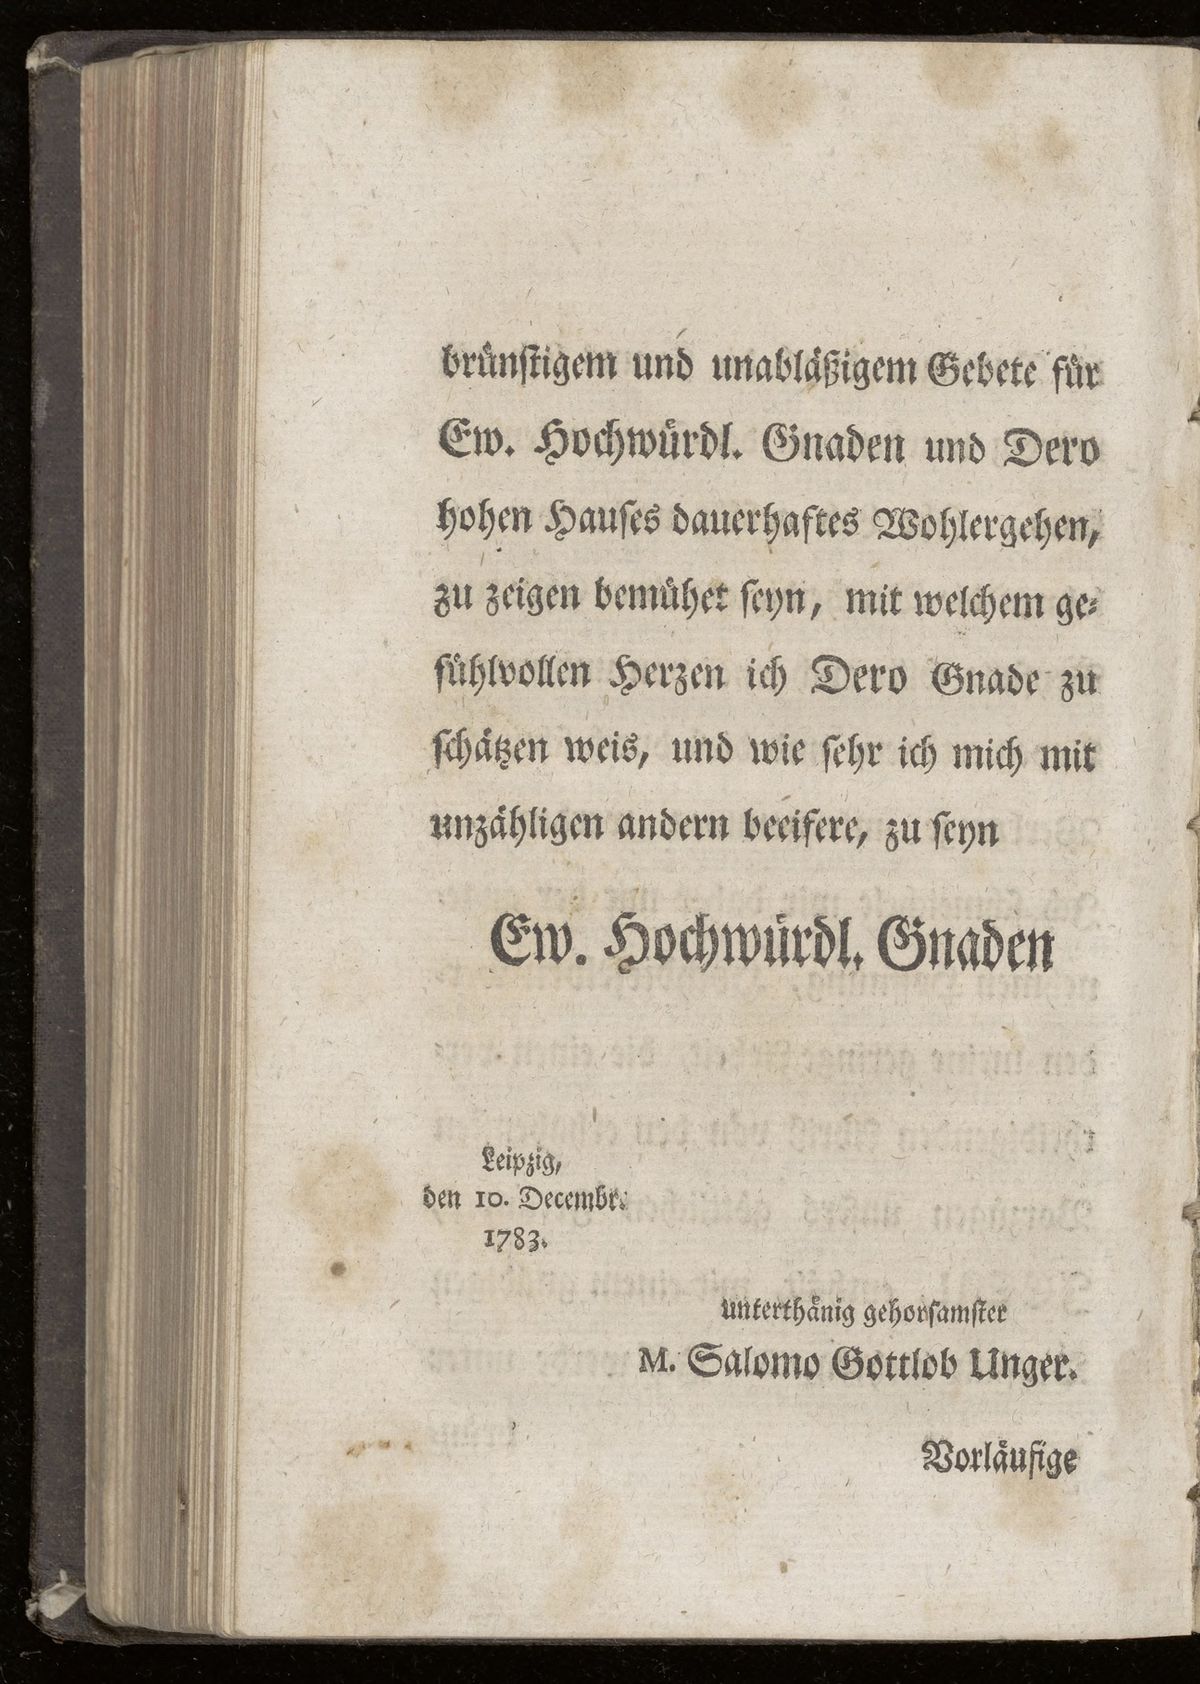 brünstigem und unabläßigem Gebete für
Ew. Hochwürdl. Gnaden und Dero
hohen Hauses dauerhaftes Wohlergehen,
zu zeigen bemühet seyn, mit welchem ge-
fühlvollen Herzen ich Dero Gnade zu
schätzen weis, und wie sehr ich mich mit
unzähligen andern beeifere, zu seyn
Ew. Hochwürdl. Gnaden
Leipzig,
den 10. Decembr.
1783.
unterthänig gehorsamster
M. Salomo Gottlob Unger.
Vorläufige